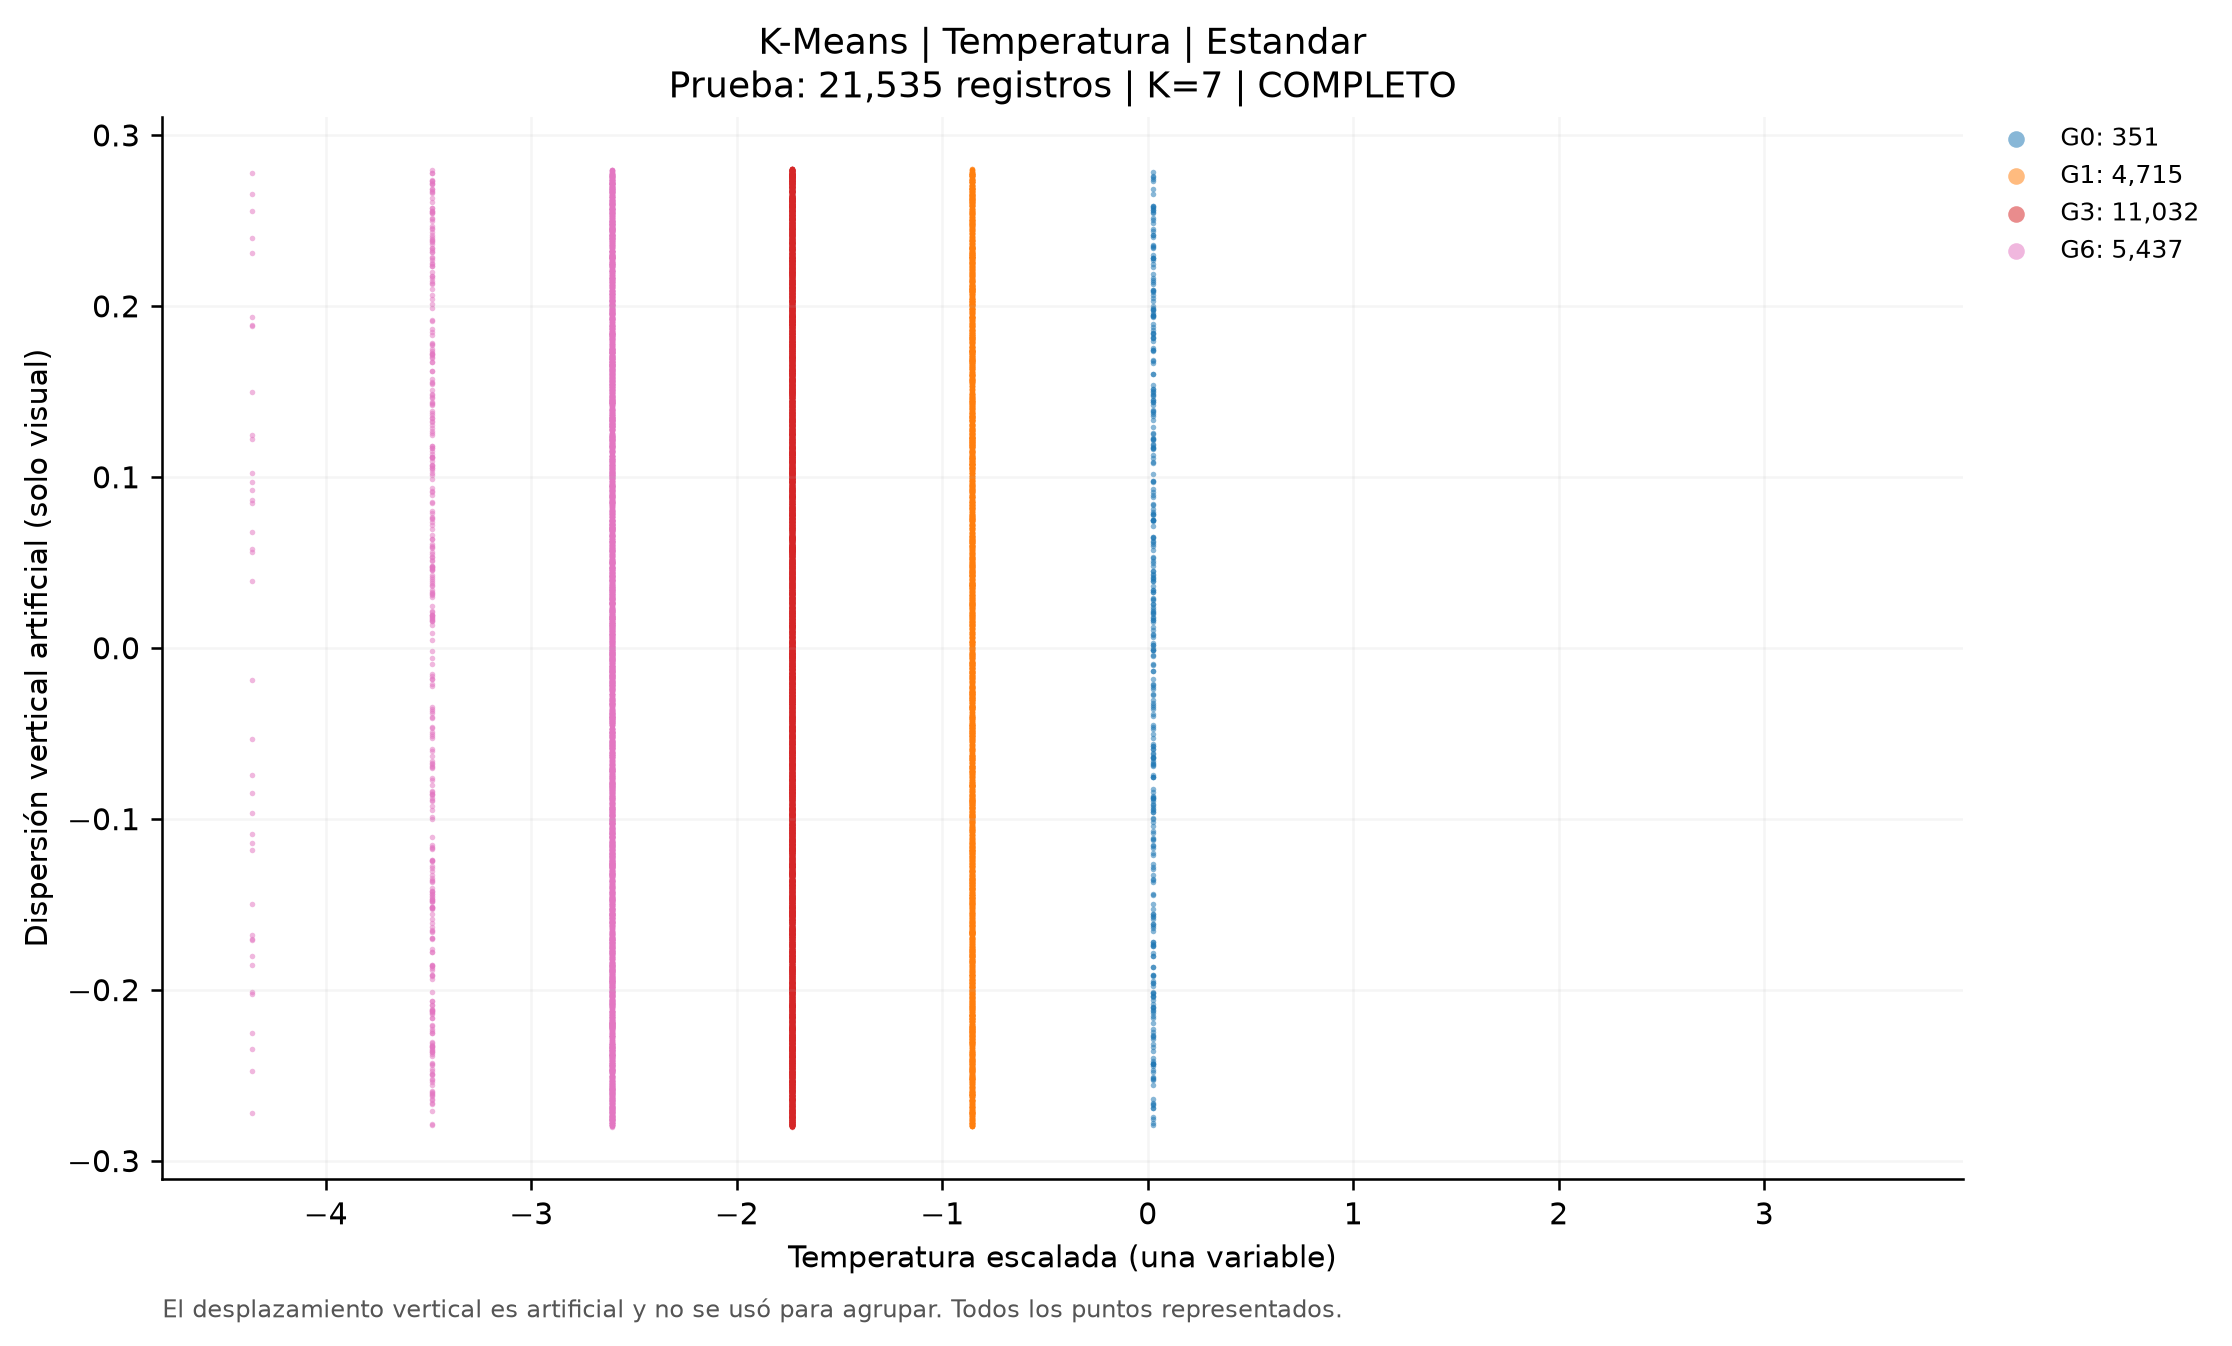 K-Means | Temperatura | Estandar
Prueba: 21,535 registros | K=7 | COMPLETO
G0: 351
G1: 4,715
G3: 11,032
G6: 5,437
Dispersión vertical artificial (solo visual)
0.3
0.2
0.1
0.0
−0.1
−0.2
−0.3
−4
−3
−2
−1
0
1
2
3
Temperatura escalada (una variable)
El desplazamiento vertical es artificial y no se usó para agrupar. Todos los puntos representados.